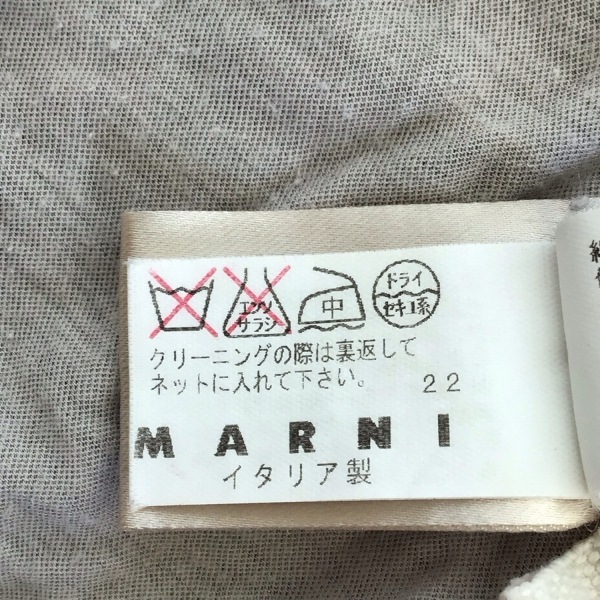 エンソ
サラシ
中
ドライ
セキユ系
クリーニングの際は裏返して
ネットに入れて下さい。 22
MARNI
イタリア製